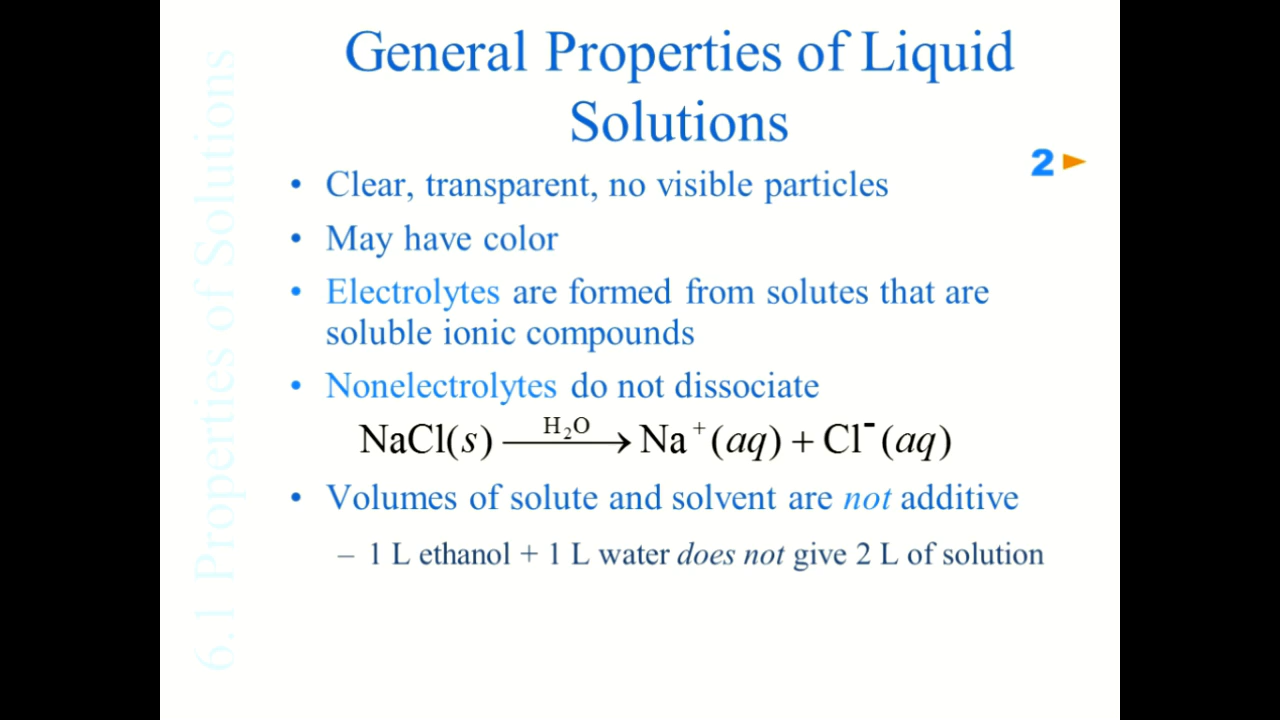 General Properties of Liquid
Solutions
2
• Clear, transparent, no visible particles
• May have color
• Electrolytes are formed from solutes that are
soluble ionic compounds
• Nonelectrolytes do not dissociate
NaCl(s) —H₂O→ Na⁺(aq) + Cl⁻(aq)
• Volumes of solute and solvent are not additive
– 1 L ethanol + 1 L water does not give 2 L of solution
6.1 Properties of Solutions